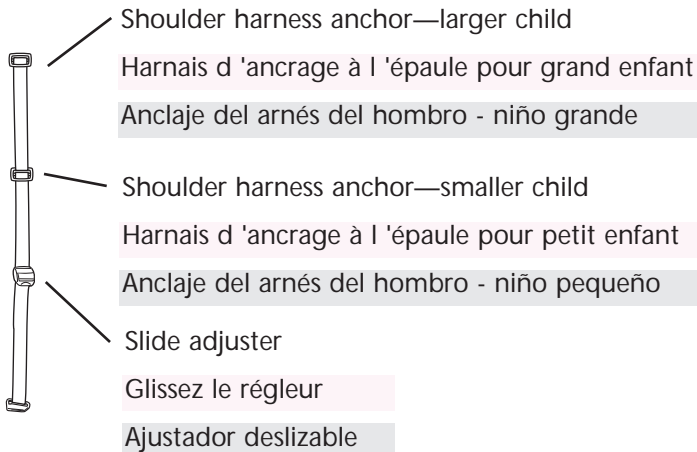 Shoulder harness anchor—larger child
Harnais d 'ancrage à l 'épaule pour grand enfant
Anclaje del arnés del hombro - niño grande
Shoulder harness anchor—smaller child
Harnais d 'ancrage à l 'épaule pour petit enfant
Anclaje del arnés del hombro - niño pequeño
Slide adjuster
Glissez le régleur
Ajustador deslizable